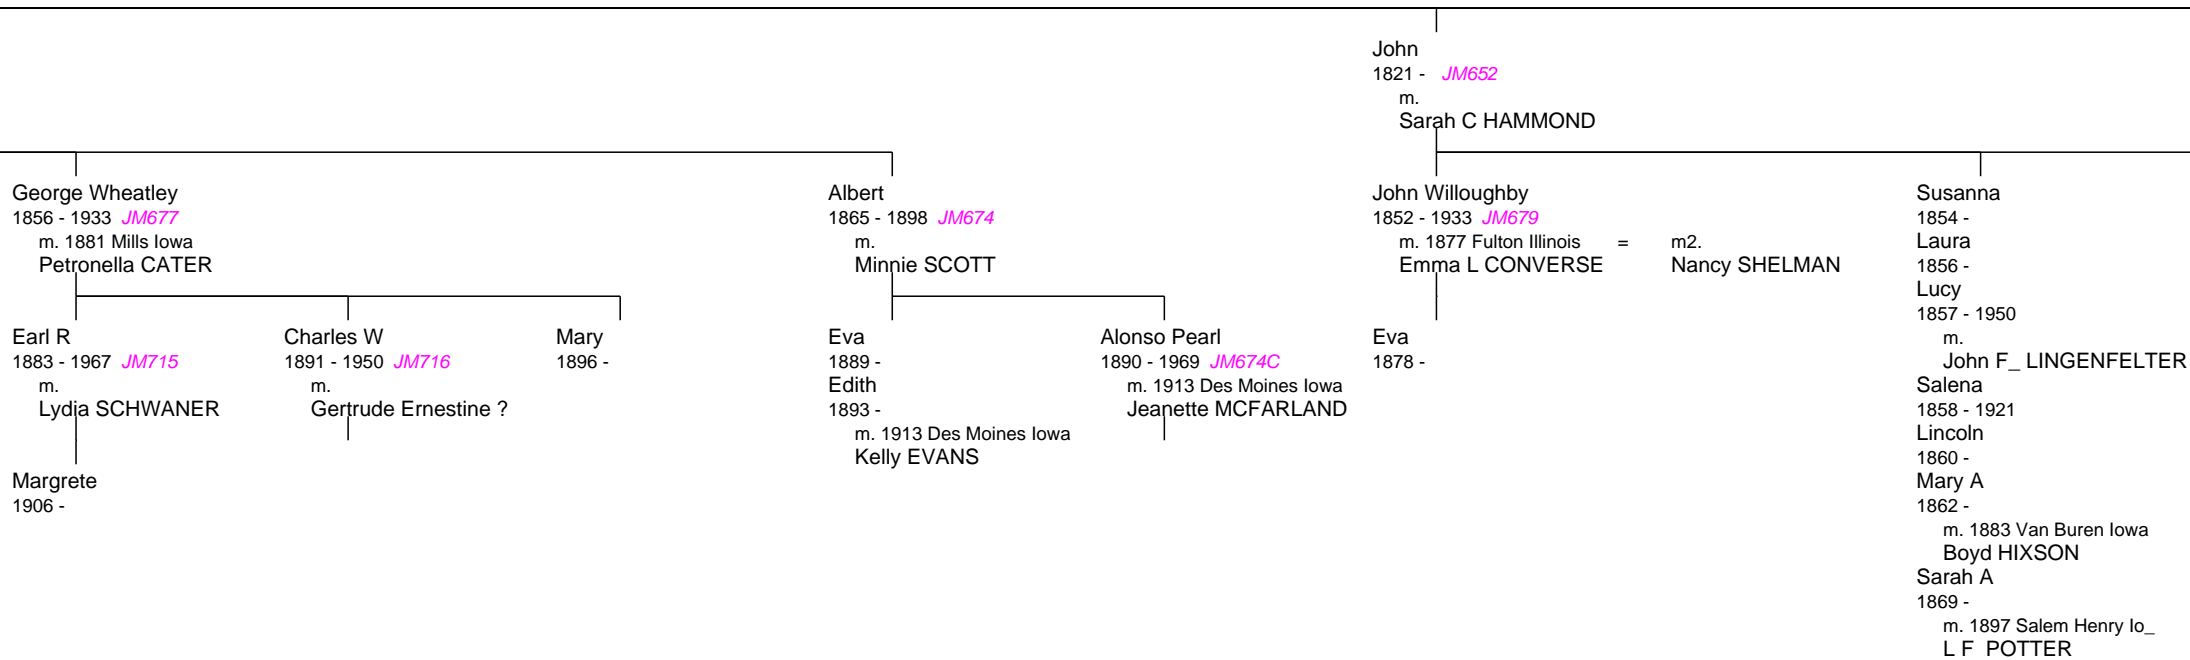 John
1821 - JM652
m.
Sarah C HAMMOND
George Wheatley
1856 - 1933 JM677
m. 1881 Mills Iowa
Petronella CATER
Albert
1865 - 1898 JM674
m.
Minnie SCOTT
John Willoughby
1852 - 1933 JM679
m. 1877 Fulton Illinois = m2.
Emma L CONVERSE Nancy SHELMAN
Susanna
1854 -
Laura
1856 -
Lucy
1857 - 1950
m.
John F_ LINGENFELTER
Salena
1858 - 1921
Lincoln
1860 -
Mary A
1862 -
m. 1883 Van Buren Iowa
Boyd HIXSON
Sarah A
1869 -
m. 1897 Salem Henry Io_
L F POTTER
Earl R
1883 - 1967 JM715
m.
Lydia SCHWANER
Charles W
1891 - 1950 JM716
m.
Gertrude Ernestine ?
Mary
1896 -
Eva
1889 -
Edith
1893 -
m. 1913 Des Moines Iowa
Kelly EVANS
Alonso Pearl
1890 - 1969 JM674C
m. 1913 Des Moines Iowa
Jeanette MCFARLAND
Eva
1878 -
Margrete
1906 -